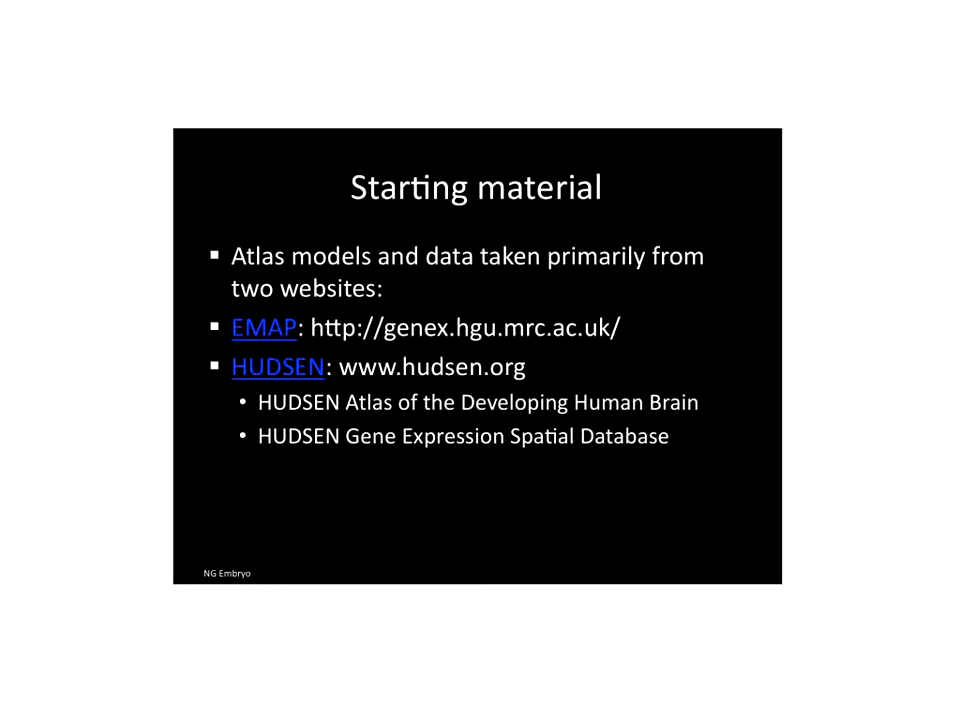 Starting material
▪ Atlas models and data taken primarily from
two websites:
▪ EMAP: http://genex.hgu.mrc.ac.uk/
▪ HUDSEN: www.hudsen.org
• HUDSEN Atlas of the Developing Human Brain
• HUDSEN Gene Expression Spatial Database
NG Embryo